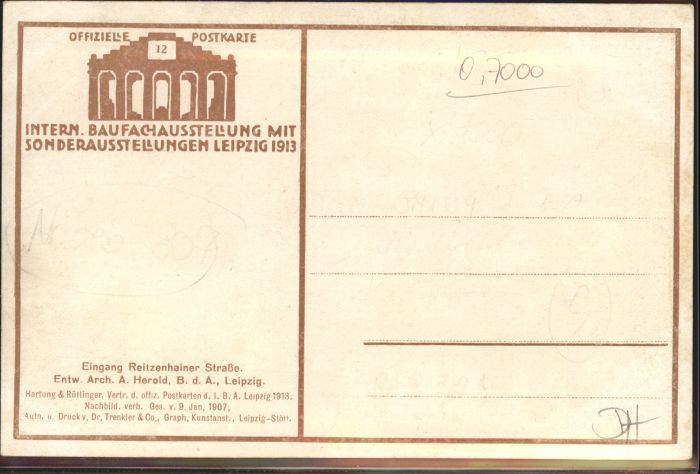 OFFIZIELLE POSTKARTE
12
INTERN. BAUFACHAUSSTELLUNG MIT
SONDERAUSSTELLUNGEN LEIPZIG 1913
0,7000
Eingang Reitzenhainer Straße.
Entw. Arch. A. Herold, B. d. A., Leipzig.
Hartung & Rüttinger, Vertr. d. offiz. Postkarten d. I. B. A. Leipzig 1913.
Nachbild. verb. Ges. v. 9. Jan. 1907.
Aufn. u. Druck v. Dr. Trenkler & Co., Graph. Kunstanst., Leipzig-Stött.